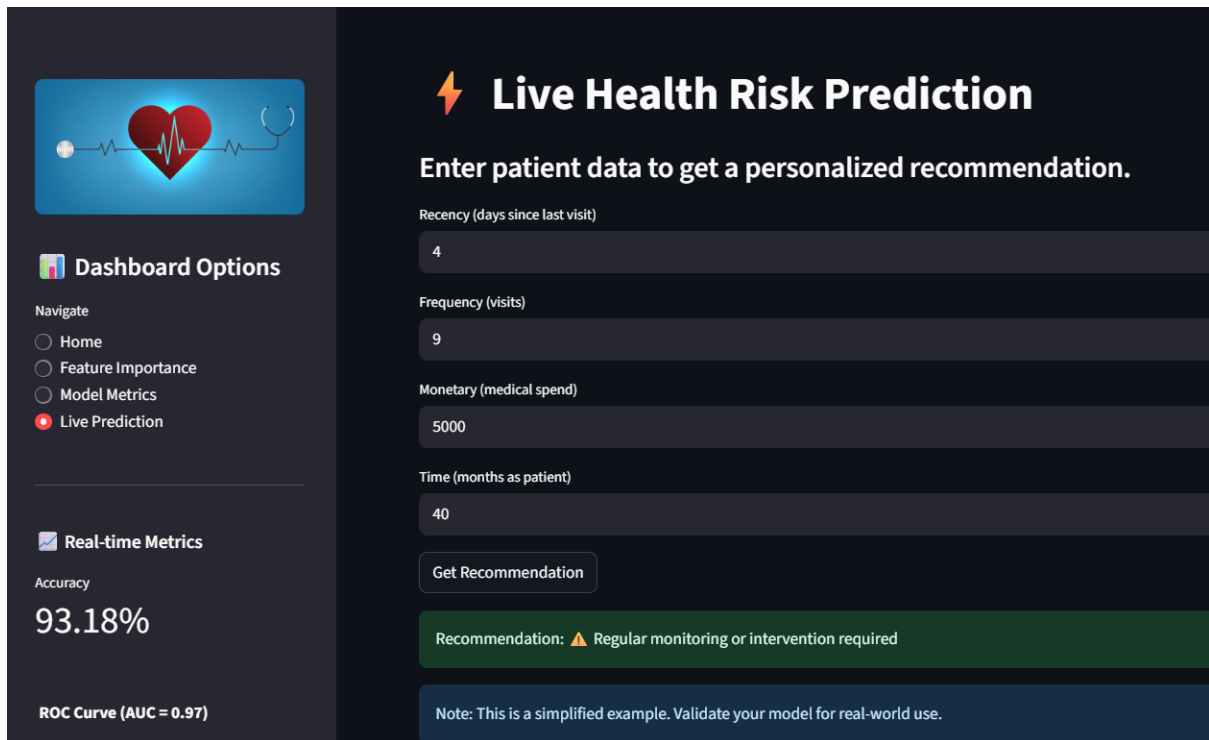 Dashboard Options
Navigate
Home
Feature Importance
Model Metrics
Live Prediction
Real-time Metrics
Accuracy
93.18%
ROC Curve (AUC = 0.97)
Live Health Risk Prediction
Enter patient data to get a personalized recommendation.
Recency (days since last visit)
4
Frequency (visits)
9
Monetary (medical spend)
5000
Time (months as patient)
40
Get Recommendation
Recommendation: ⚠️ Regular monitoring or intervention required
Note: This is a simplified example. Validate your model for real-world use.